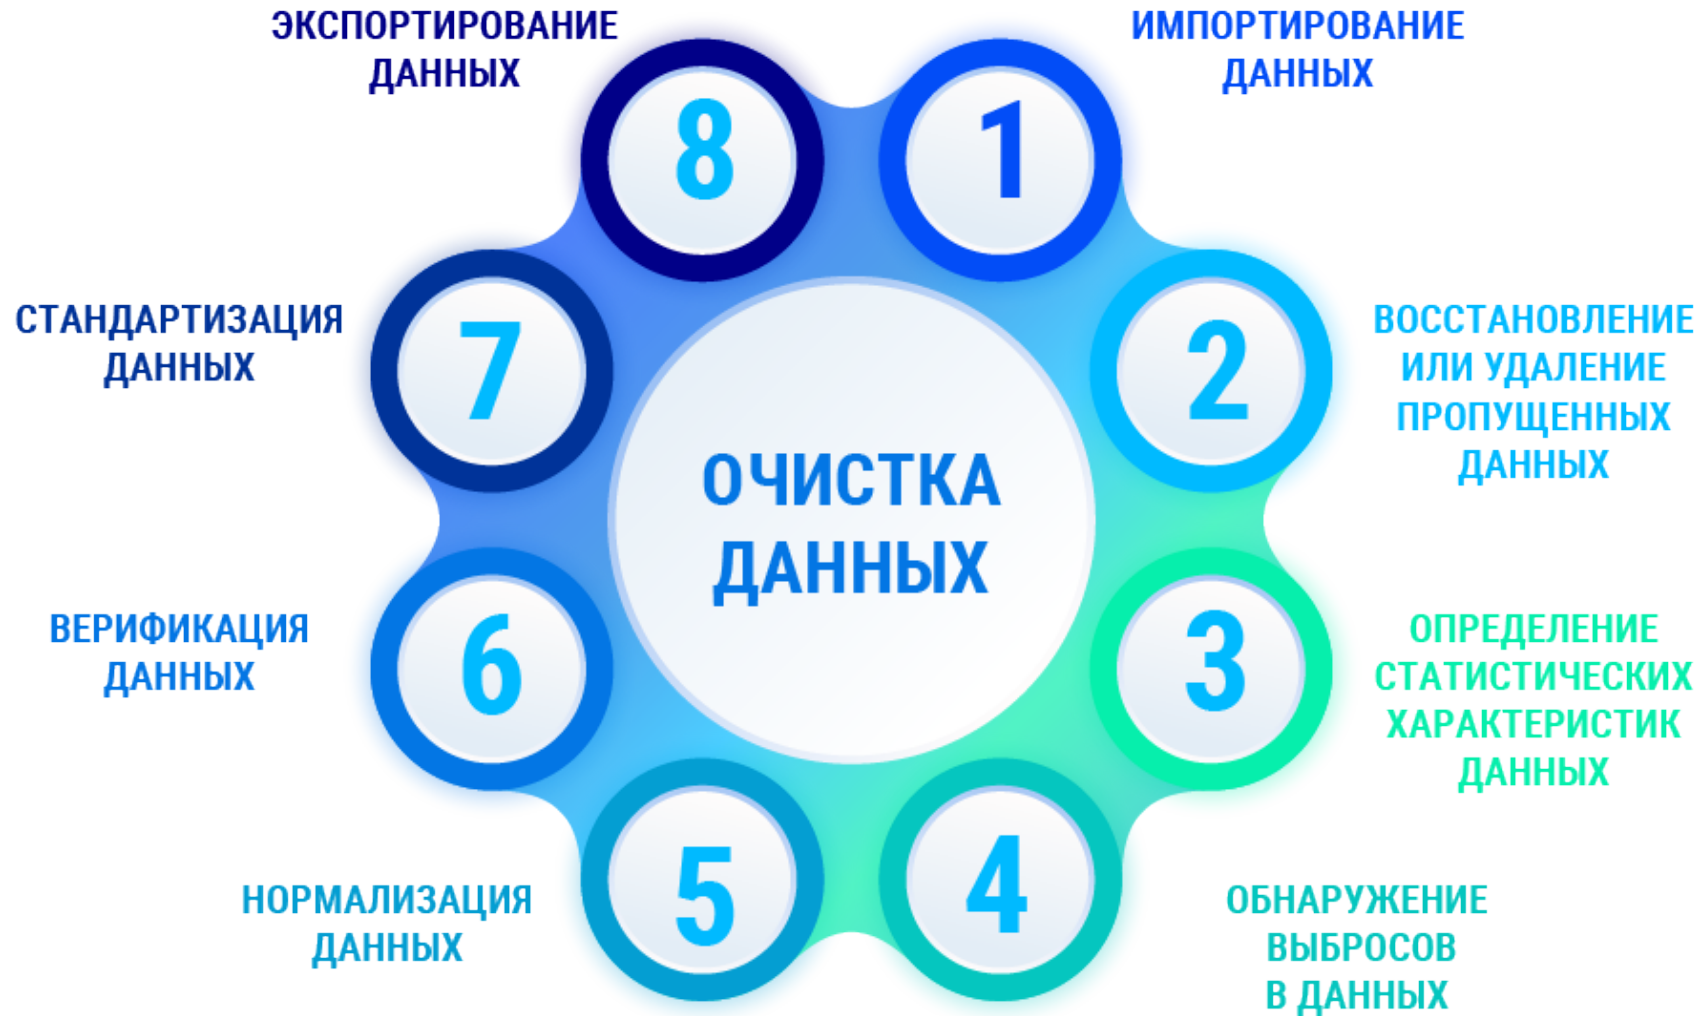 ЭКСПОРТИРОВАНИЕ
ДАННЫХ
8
ИМПОРТИРОВАНИЕ
ДАННЫХ
1
СТАНДАРТИЗАЦИЯ
ДАННЫХ
7
ВОССТАНОВЛЕНИЕ
ИЛИ УДАЛЕНИЕ
ПРОПУЩЕННЫХ
ДАННЫХ
2
ОЧИСТКА
ДАННЫХ
ВЕРИФИКАЦИЯ
ДАННЫХ
6
ОПРЕДЕЛЕНИЕ
СТАТИСТИЧЕСКИХ
ХАРАКТЕРИСТИК
ДАННЫХ
3
НОРМАЛИЗАЦИЯ
ДАННЫХ
5
ОБНАРУЖЕНИЕ
ВЫБРОСОВ
В ДАННЫХ
4